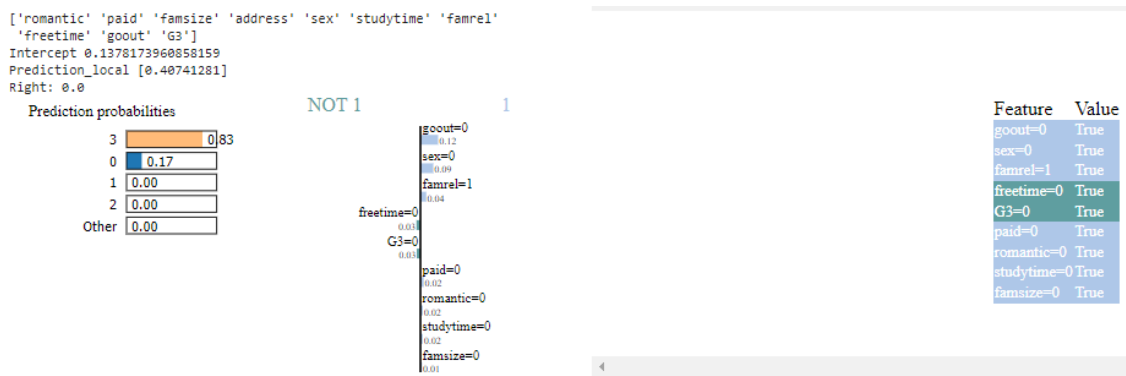 ['romantic' 'paid' 'famsize' 'address' 'sex' 'studytime' 'famrel'
'freetime' 'goout' 'G3']
Intercept 0.1378173960858159
Prediction_local [0.40741281]
Right: 0.0
Prediction probabilities
3 0.83
0 0.17
1 0.00
2 0.00
Other 0.00
NOT 1 1
goout=0
0.12
sex=0
0.09
famrel=1
0.04
freetime=0
0.03
G3=0
0.03
paid=0
0.02
romantic=0
0.02
studytime=0
0.02
famsize=0
0.01
Feature Value
goout=0 True
sex=0 True
famrel=1 True
freetime=0 True
G3=0 True
paid=0 True
romantic=0 True
studytime=0 True
famsize=0 True